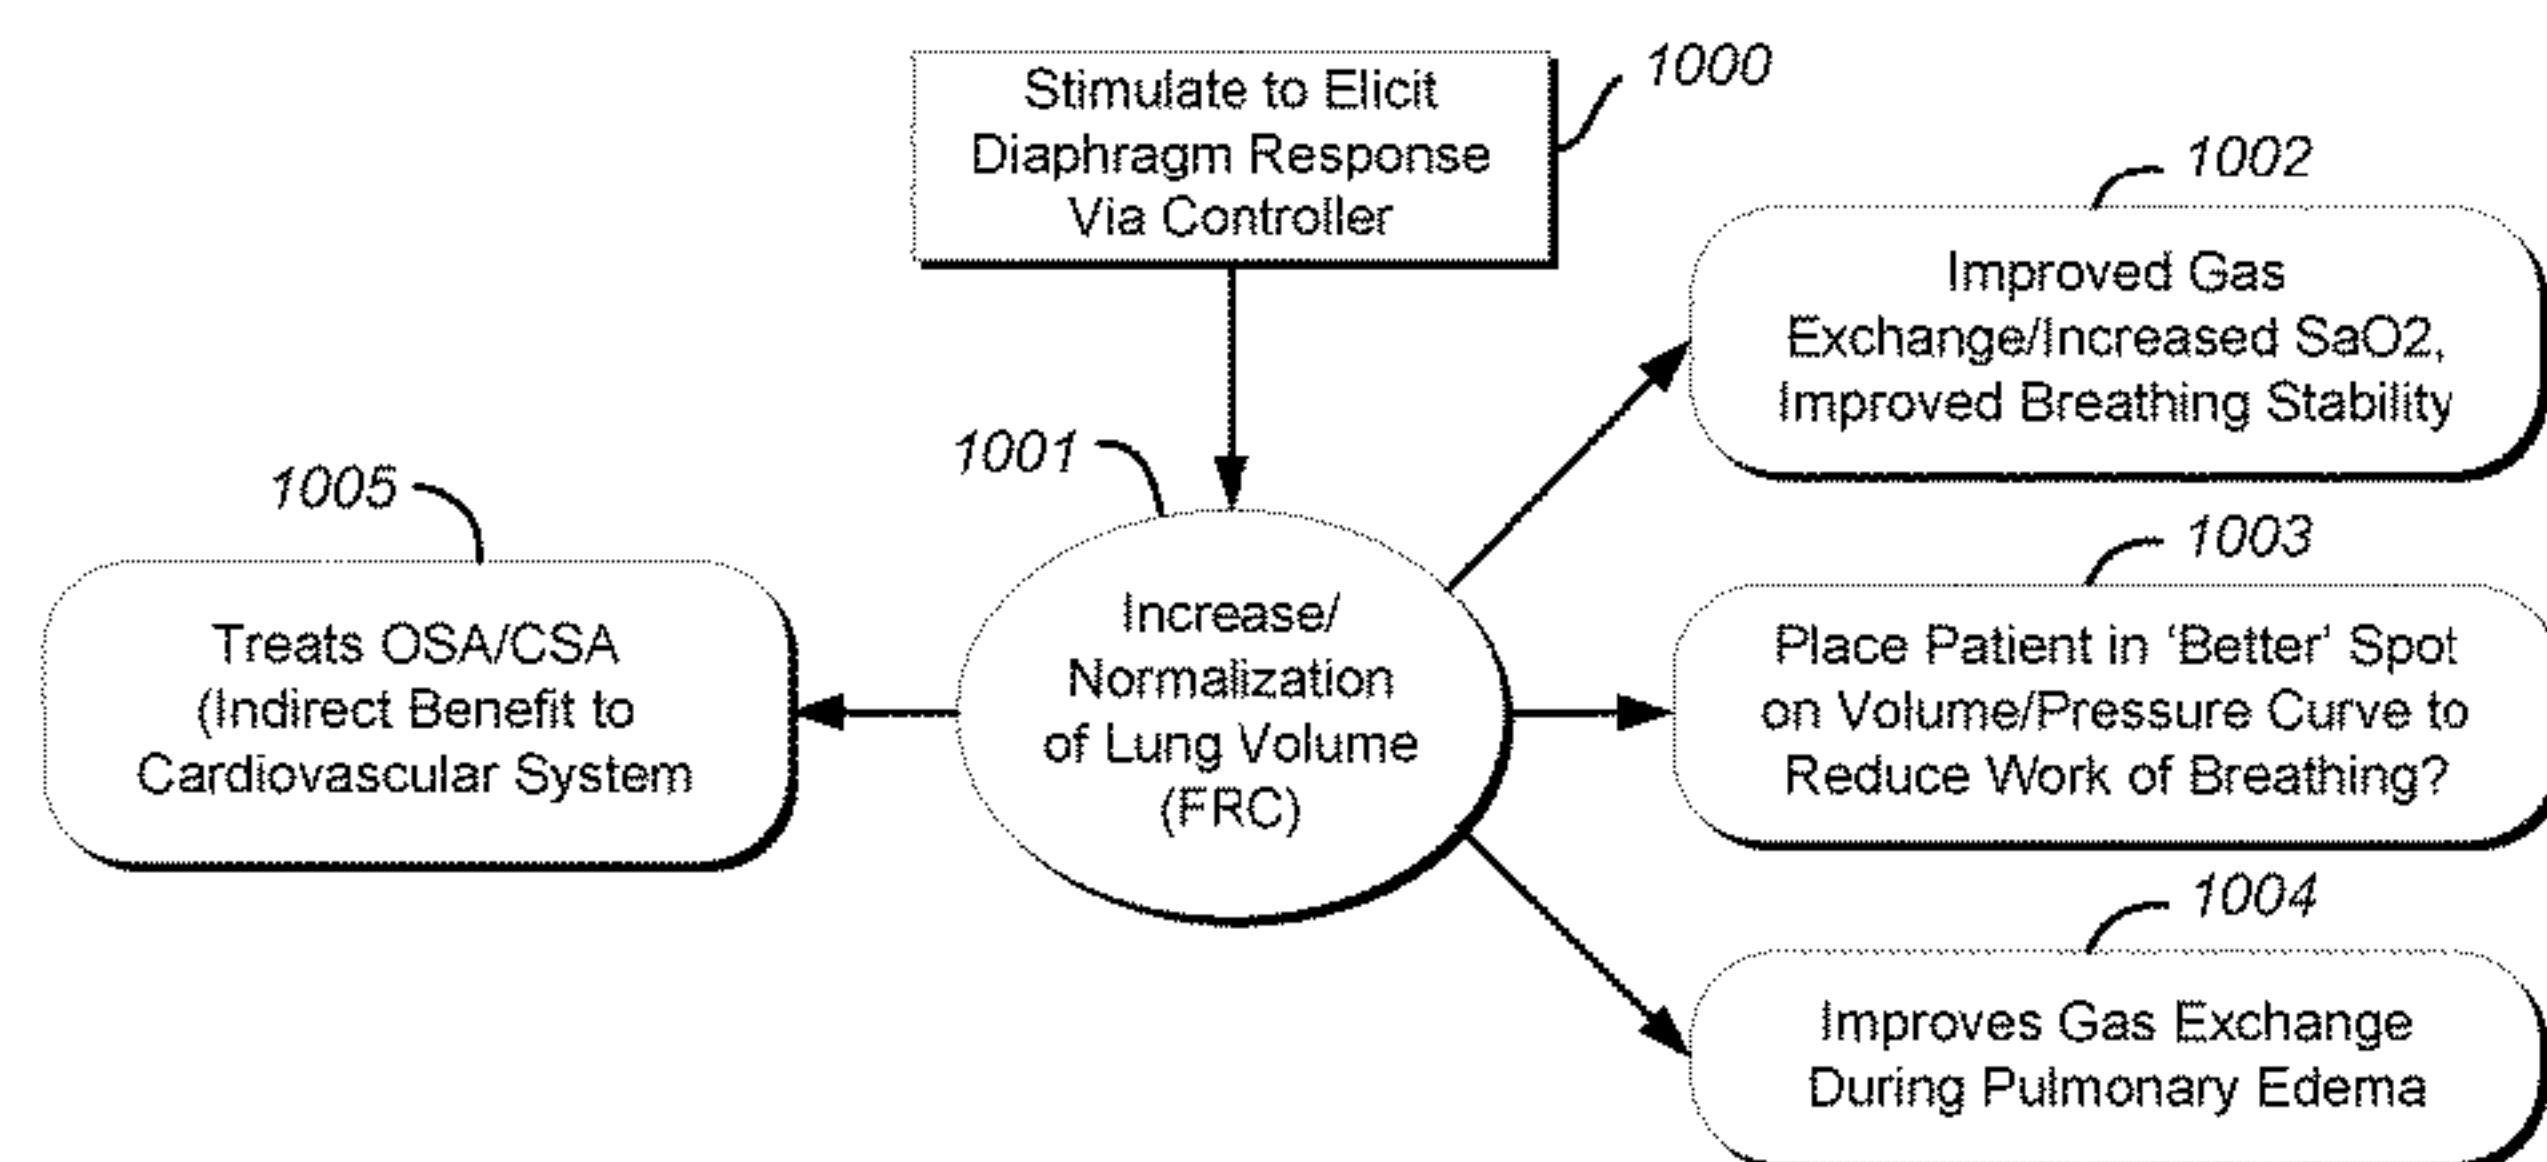 1000
Stimulate to Elicit
Diaphragm Response
Via Controller
1002
Improved Gas
Exchange/Increased SaO2,
Improved Breathing Stability
1001
Increase/
Normalization
of Lung Volume
(FRC)
1005
Treats OSA/CSA
(Indirect Benefit to
Cardiovascular System
1003
Place Patient in ‘Better’ Spot
on Volume/Pressure Curve to
Reduce Work of Breathing?
1004
Improves Gas Exchange
During Pulmonary Edema